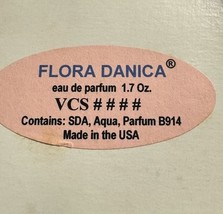 FLORA DANICA®
eau de parfum 1.7 Oz.
VCS # # # #
Contains: SDA, Aqua, Parfum B914
Made in the USA